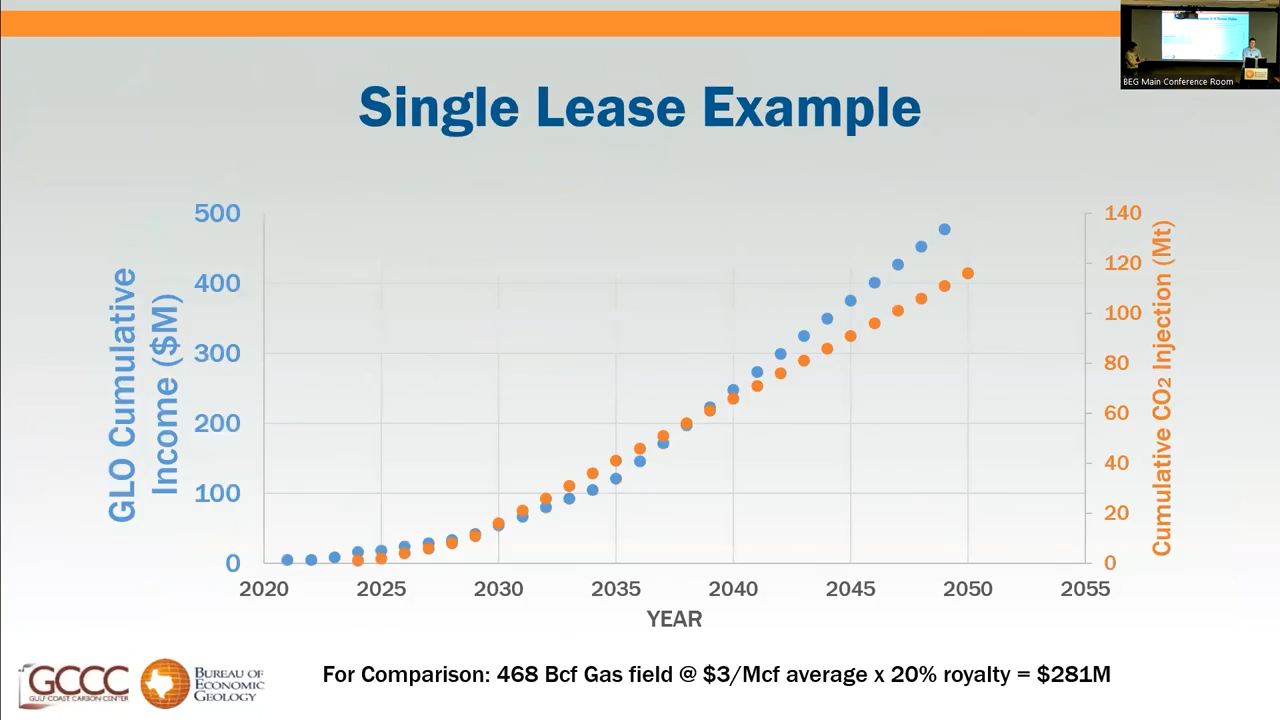 BEG Main Conference Room
Single Lease Example
GLO Cumulative
Income ($M)
500
400
300
200
100
0
140
120
100
80
60
40
20
0
Cumulative CO2 Injection (Mt)
2020 2025 2030 2035 2040 2045 2050 2055
YEAR
GCCC
GULF COAST CARBON CENTER
BUREAU OF
ECONOMIC
GEOLOGY
For Comparison: 468 Bcf Gas field @ $3/Mcf average x 20% royalty = $281M